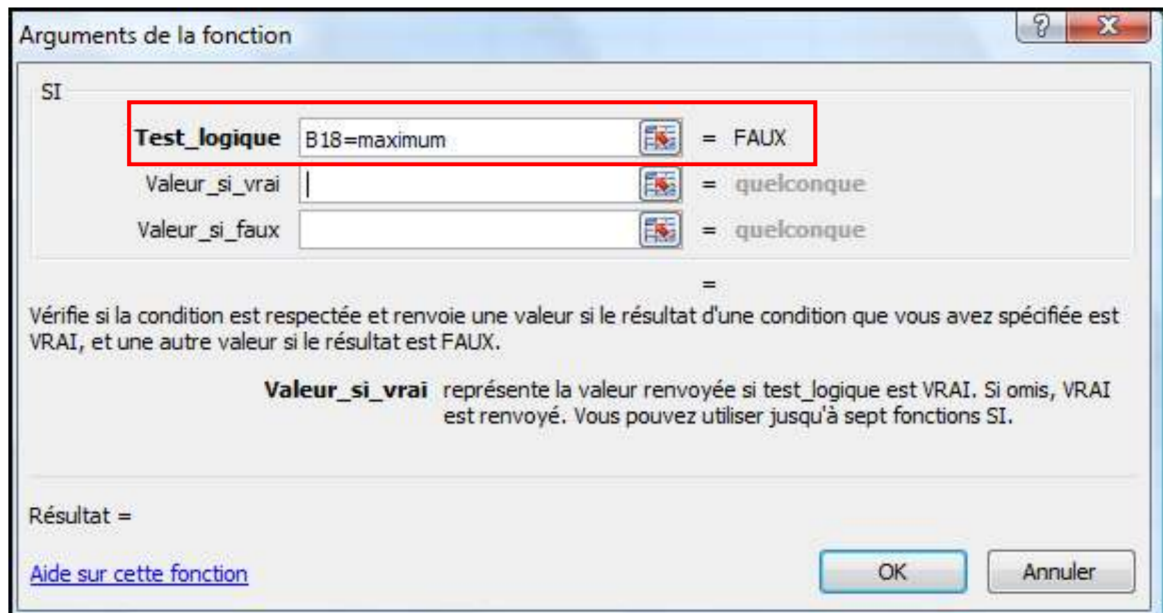 Arguments de la fonction
SI
Test_logique B18=maximum = FAUX
Valeur_si_vrai = quelconque
Valeur_si_faux = quelconque
=
Vérifie si la condition est respectée et renvoie une valeur si le résultat d'une condition que vous avez spécifiée est
VRAI, et une autre valeur si le résultat est FAUX.
Valeur_si_vrai représente la valeur renvoyée si test_logique est VRAI. Si omis, VRAI
est renvoyé. Vous pouvez utiliser jusqu'à sept fonctions SI.
Résultat =
Aide sur cette fonction OK Annuler